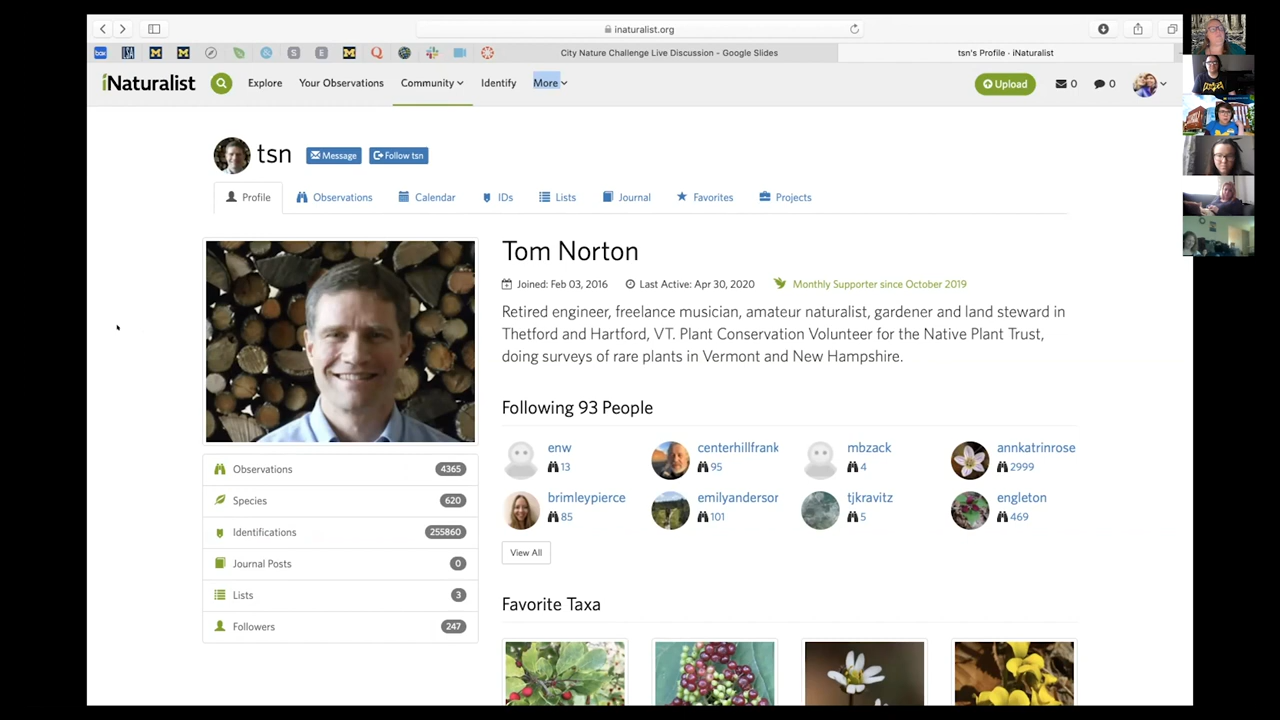 inaturalist.org
box
USA
M
M
S
E
M
Q
City Nature Challenge Live Discussion - Google Slides
tsn's Profile · iNaturalist
iNaturalist
Explore
Your Observations
Community
Identify
More
Upload
0
0
tsn
Message
Follow tsn
Profile
Observations
Calendar
IDs
Lists
Journal
Favorites
Projects
Tom Norton
Joined: Feb 03, 2016
Last Active: Apr 30, 2020
Monthly Supporter since October 2019
Retired engineer, freelance musician, amateur naturalist, gardener and land steward in
Thetford and Hartford, VT. Plant Conservation Volunteer for the Native Plant Trust,
doing surveys of rare plants in Vermont and New Hampshire.
Following 93 People
enw
13
centerhillfrank
95
mbzack
4
annkatrinrose
2999
brimleypierce
85
emilyandersor
101
tjkravitz
5
engleton
469
View All
Observations 4365
Species 620
Identifications 255860
Journal Posts 0
Lists 3
Followers 247
Favorite Taxa